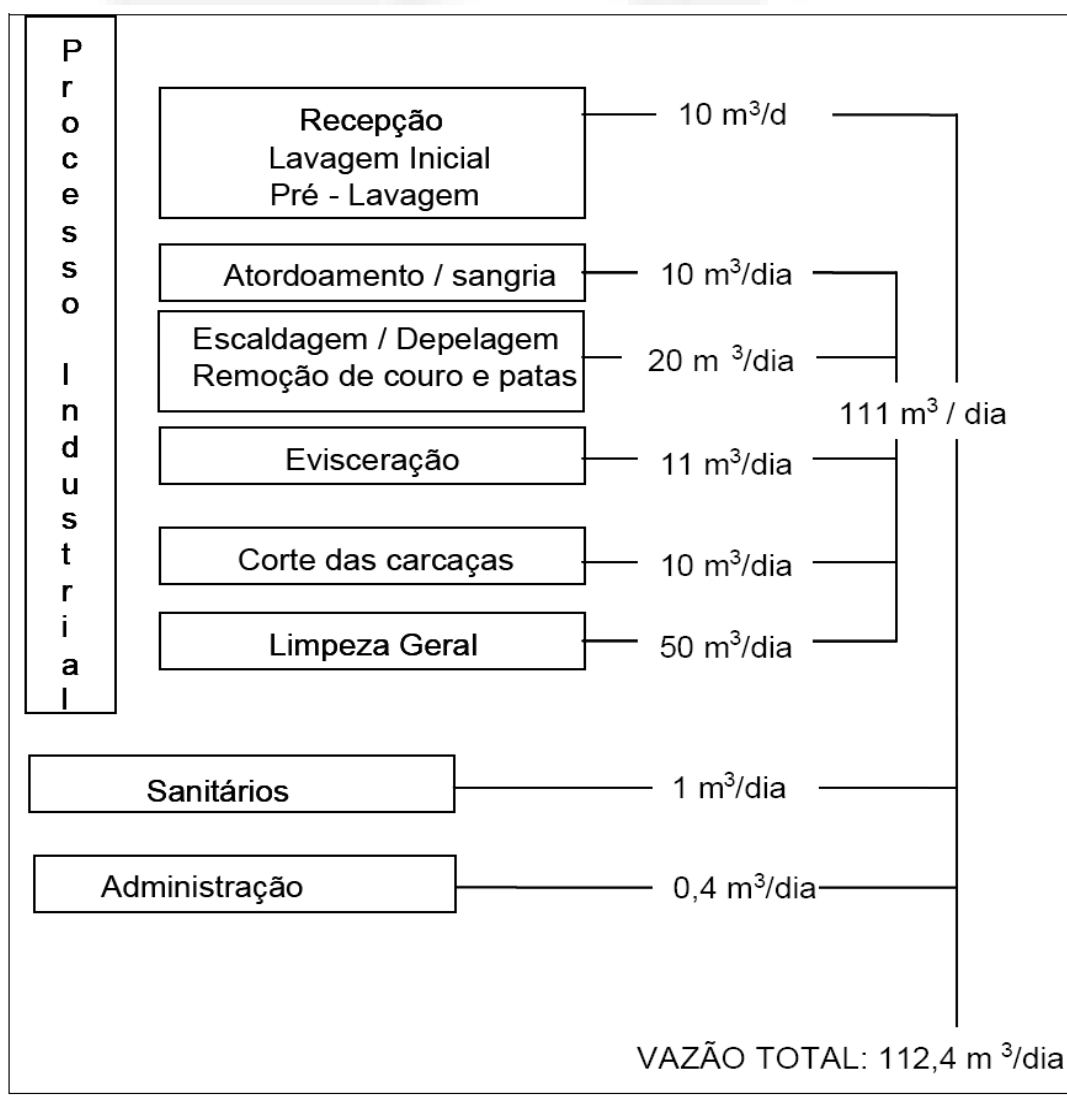 Processo Industrial
Recepção
Lavagem Inicial
Pré - Lavagem
10 m³/d
Atordoamento / sangria
10 m³/dia
Escaldagem / Depelagem
Remoção de couro e patas
20 m ³/dia
111 m³ / dia
Evisceração
11 m³/dia
Corte das carcaças
10 m³/dia
Limpeza Geral
50 m³/dia
Sanitários
1 m³/dia
Administração
0,4 m³/dia
VAZÃO TOTAL: 112,4 m ³/dia